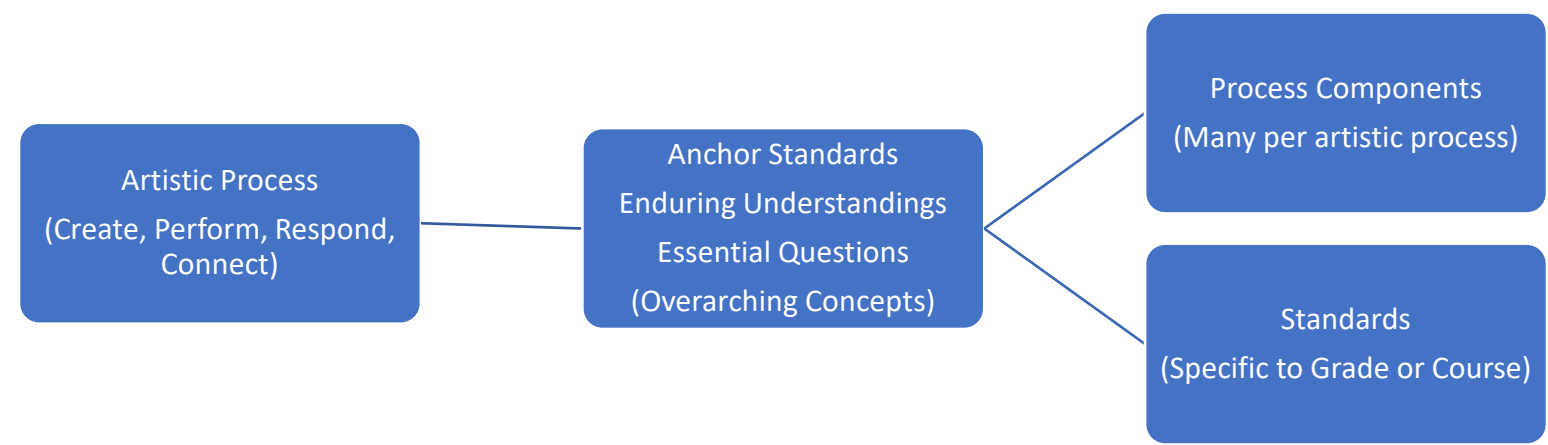 Artistic Process
(Create, Perform, Respond,
Connect)
Anchor Standards
Enduring Understandings
Essential Questions
(Overarching Concepts)
Process Components
(Many per artistic process)
Standards
(Specific to Grade or Course)